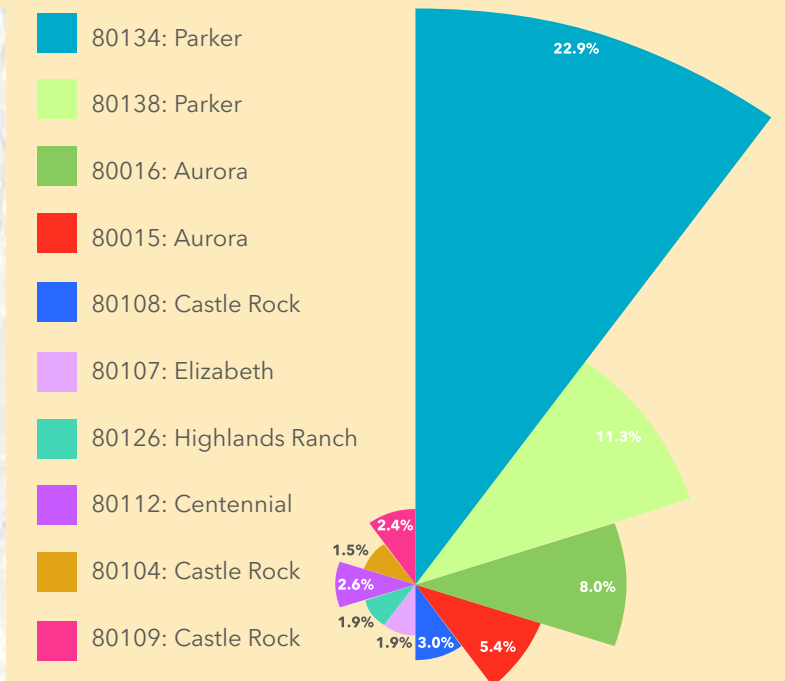 80134: Parker
80138: Parker
80016: Aurora
80015: Aurora
80108: Castle Rock
80107: Elizabeth
80126: Highlands Ranch
80112: Centennial
80104: Castle Rock
80109: Castle Rock
22.9%
11.3%
8.0%
5.4%
3.0%
1.9%
1.9%
2.6%
1.5%
2.4%